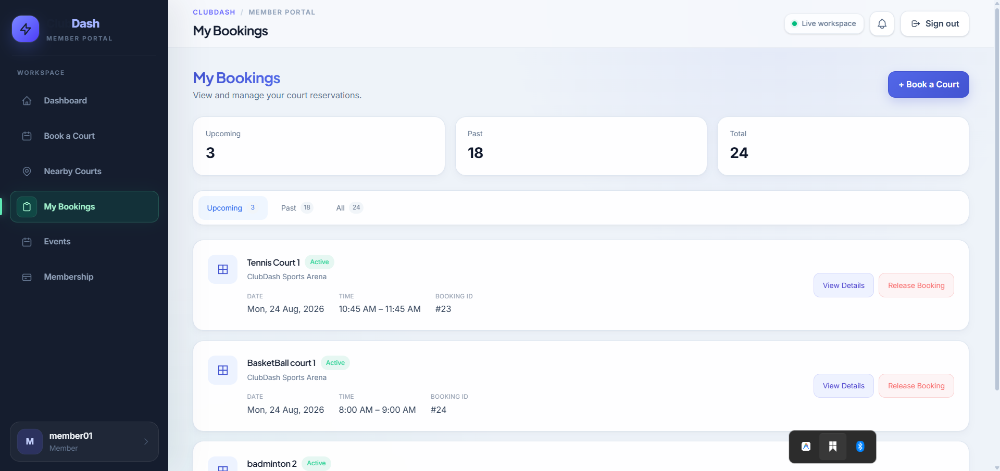 ClubDash
MEMBER PORTAL
WORKSPACE
Dashboard
Book a Court
Nearby Courts
My Bookings
Events
Membership
M
member01
Member
CLUBDASH / MEMBER PORTAL
My Bookings
Live workspace
Sign out
My Bookings
View and manage your court reservations.
+ Book a Court
Upcoming
3
Past
18
Total
24
Upcoming 3
Past 18
All 24
Tennis Court 1 Active
ClubDash Sports Arena
DATE TIME BOOKING ID
Mon, 24 Aug, 2026 10:45 AM – 11:45 AM #23
View Details Release Booking
BasketBall court 1 Active
ClubDash Sports Arena
DATE TIME BOOKING ID
Mon, 24 Aug, 2026 8:00 AM – 9:00 AM #24
View Details Release Booking
badminton 2 Active